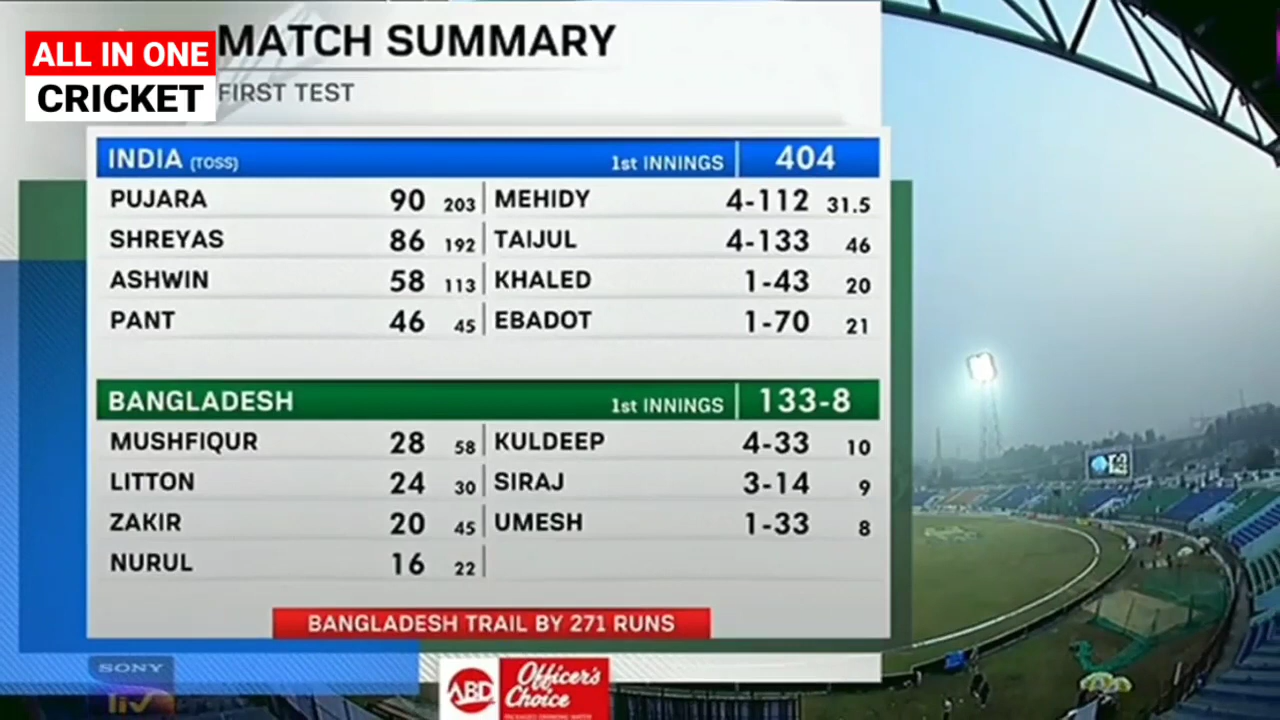 ALL IN ONE
CRICKET
MATCH SUMMARY
FIRST TEST
INDIA (TOSS) 1st INNINGS 404
PUJARA 90 203 MEHIDY 4-112 31.5
SHREYAS 86 192 TAIJUL 4-133 46
ASHWIN 58 113 KHALED 1-43 20
PANT 46 45 EBADOT 1-70 21
BANGLADESH 1st INNINGS 133-8
MUSHFIQUR 28 58 KULDEEP 4-33 10
LITTON 24 30 SIRAJ 3-14 9
ZAKIR 20 45 UMESH 1-33 8
NURUL 16 22
BANGLADESH TRAIL BY 271 RUNS
SONY
liv
ABD Officer's
Choice
PACKAGED DRINKING WATER